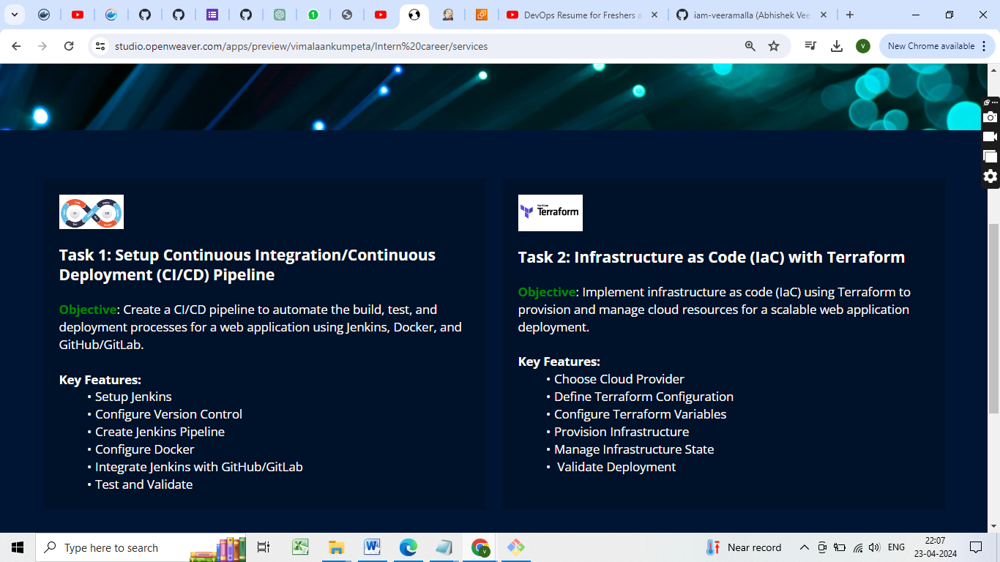 DevOps Resume for Freshers a
iam-veeramalla (Abhishek Vee
studio.openweaver.com/apps/preview/vimalaankumpeta/Intern%20career/services
V
New Chrome available
Terraform
Task 1: Setup Continuous Integration/Continuous
Deployment (CI/CD) Pipeline
Objective: Create a CI/CD pipeline to automate the build, test, and
deployment processes for a web application using Jenkins, Docker, and
GitHub/GitLab.
Key Features:
• Setup Jenkins
• Configure Version Control
• Create Jenkins Pipeline
• Configure Docker
• Integrate Jenkins with GitHub/GitLab
• Test and Validate
Task 2: Infrastructure as Code (IaC) with Terraform
Objective: Implement infrastructure as code (IaC) using Terraform to
provision and manage cloud resources for a scalable web application
deployment.
Key Features:
• Choose Cloud Provider
• Define Terraform Configuration
• Configure Terraform Variables
• Provision Infrastructure
• Manage Infrastructure State
• Validate Deployment
Type here to search
Near record
ENG
22:07
23-04-2024